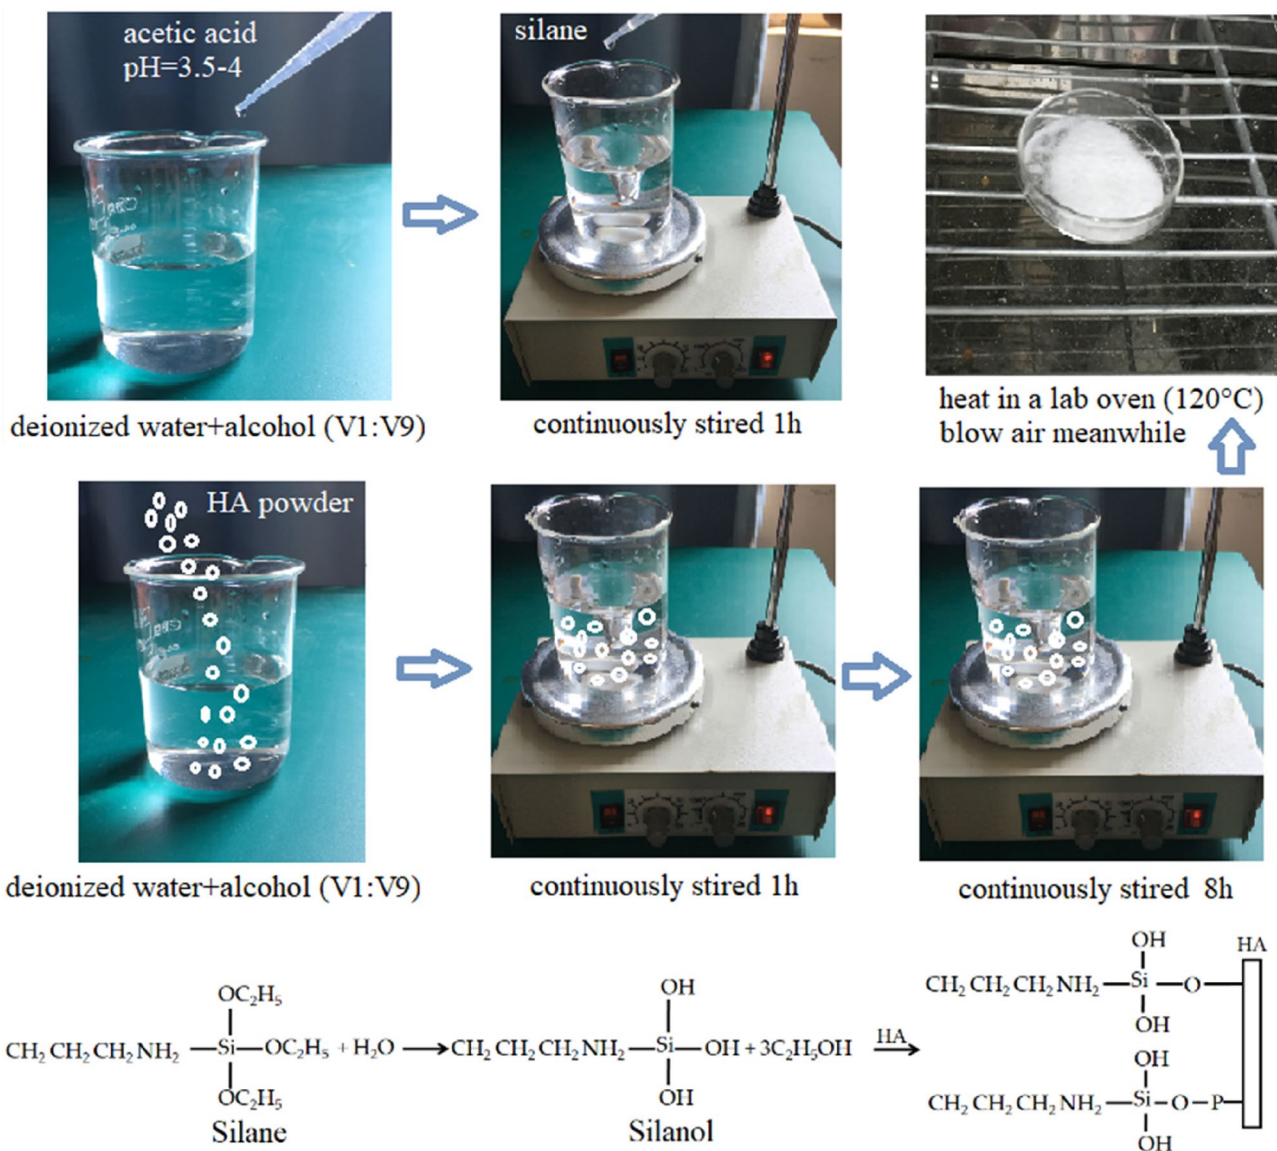 acetic acid
pH=3.5-4
silane
deionized water+alcohol (V1:V9)
continuously stired 1h
heat in a lab oven (120°C)
blow air meanwhile
HA powder
deionized water+alcohol (V1:V9)
continuously stired 1h
continuously stired 8h
OC₂H₅
CH₂CH₂CH₂NH₂—Si—OC₂H₅ + H₂O → CH₂CH₂CH₂NH₂—Si—OH + 3C₂H₅OH HA →
OC₂H₅
Silane
OH
OH
Silanol
OH HA
CH₂CH₂CH₂NH₂—Si—O—
OH
OH
CH₂CH₂CH₂NH₂—Si—O—P—
OH